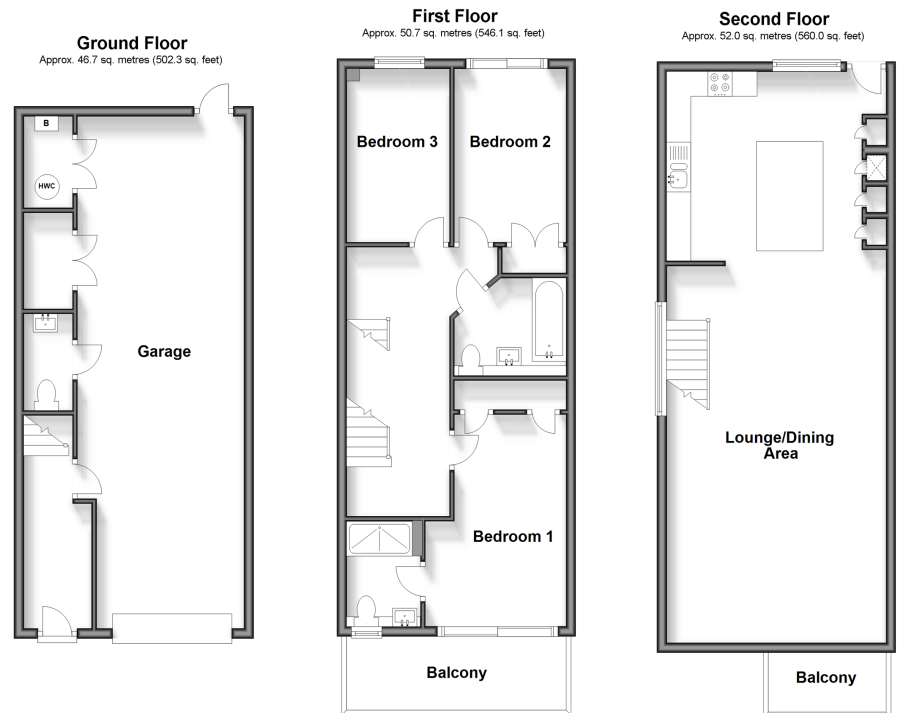 Ground Floor
Approx. 46.7 sq. metres (502.3 sq. feet)
B
HWC
Garage
First Floor
Approx. 50.7 sq. metres (546.1 sq. feet)
Bedroom 3
Bedroom 2
Bedroom 1
Balcony
Second Floor
Approx. 52.0 sq. metres (560.0 sq. feet)
Lounge/Dining
Area
Balcony